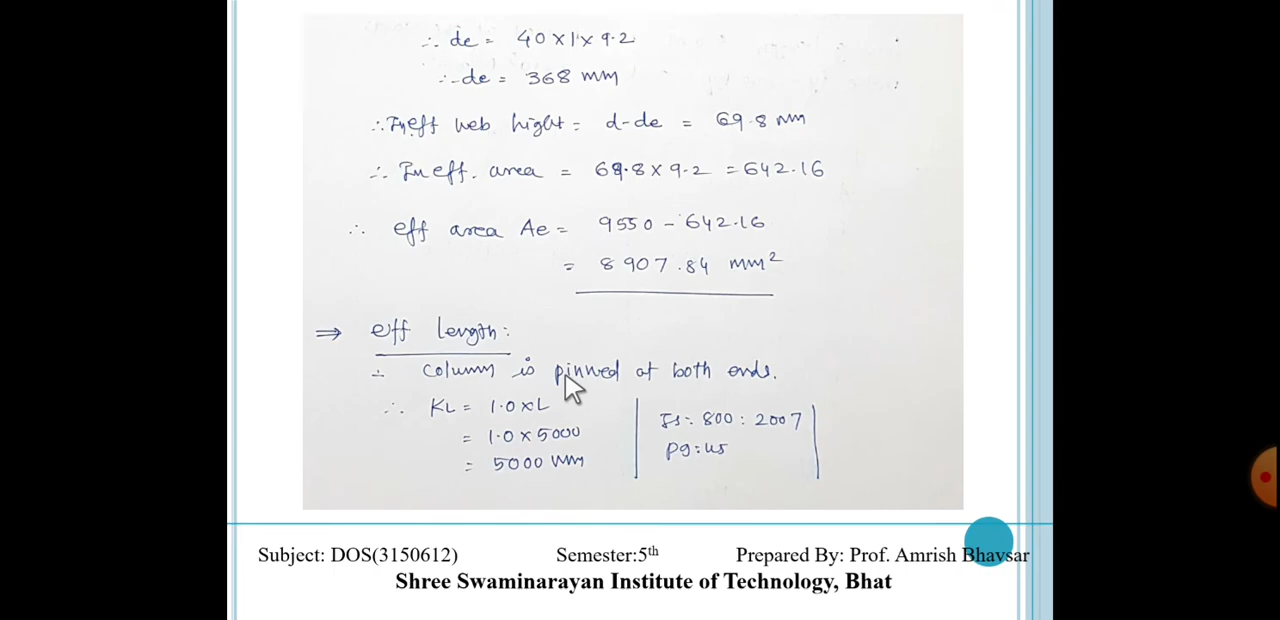 ∴ de = 40 × 1 × 9.2
∴ de = 368 mm
∴ Ineff web hight = d-de = 69.8 mm
∴ Ineff. area = 69.8 × 9.2 = 642.16
∴ eff area Ae = 9550 - 642.16
= 8907.84 mm²
⇒ eff length:
∴ column is pinned at both ends.
∴ KL = 1.0×L
= 1.0 × 5000
= 5000 mm
IS: 800 : 2007
pg: 45
Subject: DOS(3150612) Semester:5th Prepared By: Prof. Amrish Bhavsar
Shree Swaminarayan Institute of Technology, Bhat